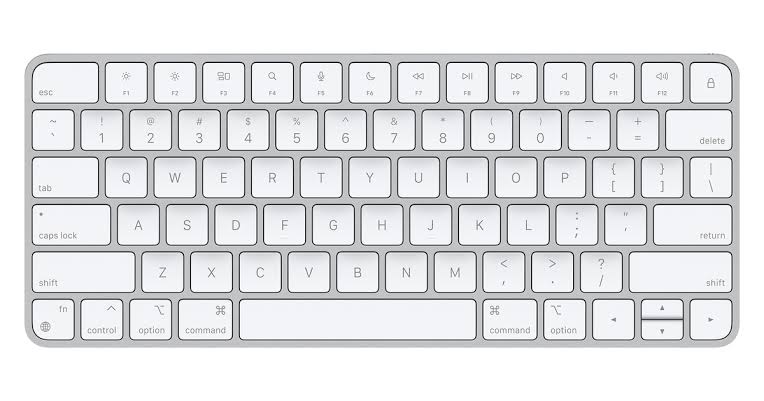 esc F1 F2 F3 F4 F5 F6 F7 F8 F9 F10 F11 F12
~ ! @ # $ % ^ & * ( ) _ +
` 1 2 3 4 5 6 7 8 9 0 - = delete
tab Q W E R T Y U I O P { [ } ] | \
caps lock A S D F G H J K L : ; " ' return
shift Z X C V B N M < , > . ? / shift
fn ^ ⌥ ⌘ ⌘ ⌥
control option command command option